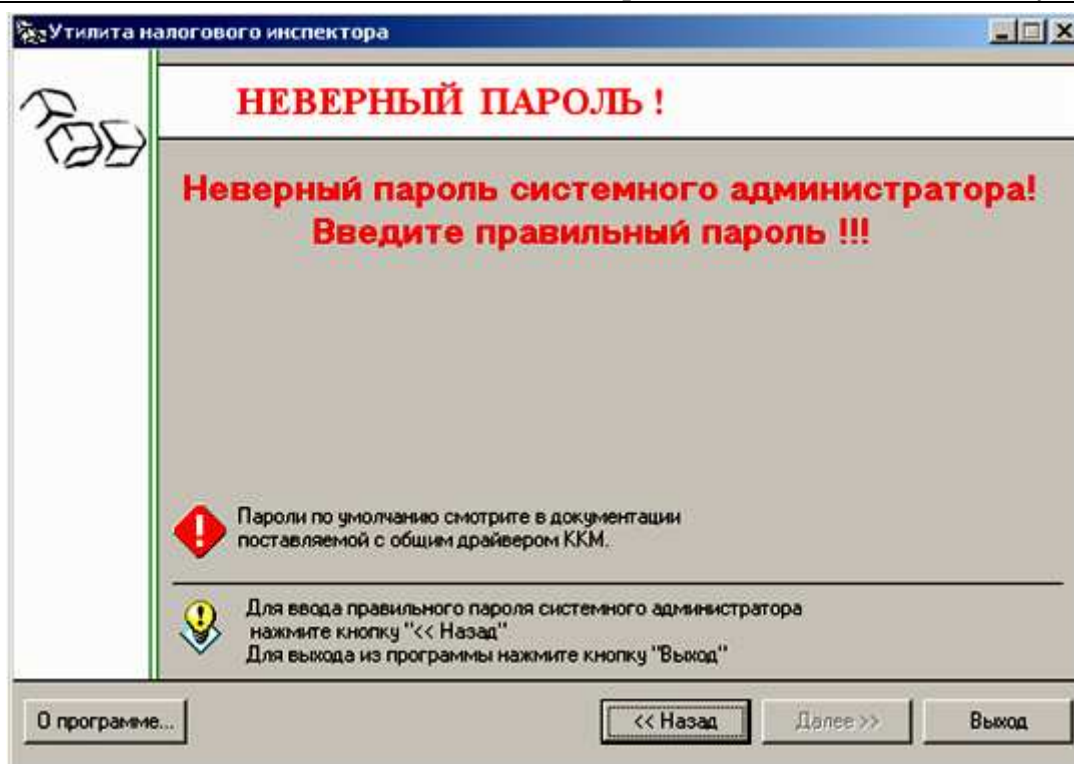 Утилита налогового инспектора
НЕВЕРНЫЙ ПАРОЛЬ !
Неверный пароль системного администратора!
Введите правильный пароль !!!
Пароли по умолчанию смотрите в документации
поставляемой с общим драйвером ККМ.
Для ввода правильного пароля системного администратора
нажмите кнопку "<< Назад"
Для выхода из программы нажмите кнопку "Выход"
О программе... << Назад Далее >> Выход